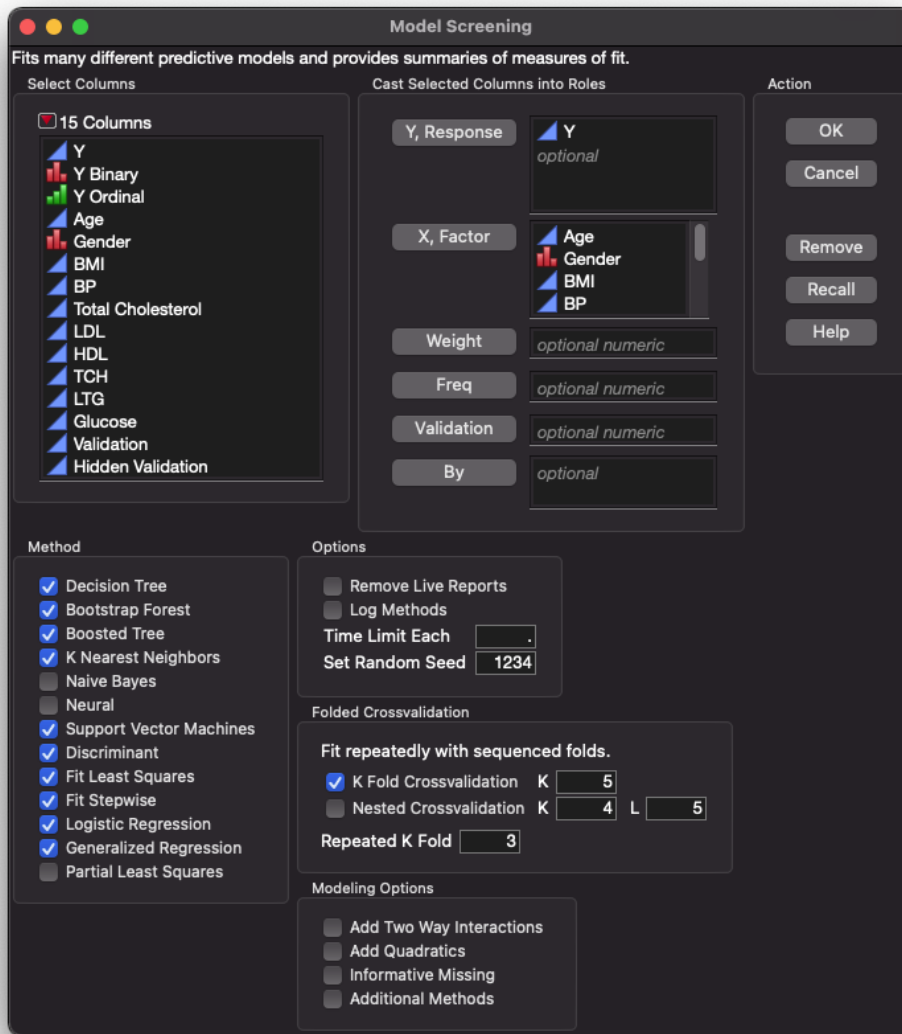 Model Screening
Fits many different predictive models and provides summaries of measures of fit.
Select Columns
15 Columns
Y
Y Binary
Y Ordinal
Age
Gender
BMI
BP
Total Cholesterol
LDL
HDL
TCH
LTG
Glucose
Validation
Hidden Validation
Cast Selected Columns into Roles
Y, Response
Y
optional
X, Factor
Age
Gender
BMI
BP
Weight
optional numeric
Freq
optional numeric
Validation
optional numeric
By
optional
Action
OK
Cancel
Remove
Recall
Help
Method
Decision Tree
Bootstrap Forest
Boosted Tree
K Nearest Neighbors
Naive Bayes
Neural
Support Vector Machines
Discriminant
Fit Least Squares
Fit Stepwise
Logistic Regression
Generalized Regression
Partial Least Squares
Options
Remove Live Reports
Log Methods
Time Limit Each .
Set Random Seed 1234
Folded Crossvalidation
Fit repeatedly with sequenced folds.
K Fold Crossvalidation K 5
Nested Crossvalidation K 4 L 5
Repeated K Fold 3
Modeling Options
Add Two Way Interactions
Add Quadratics
Informative Missing
Additional Methods